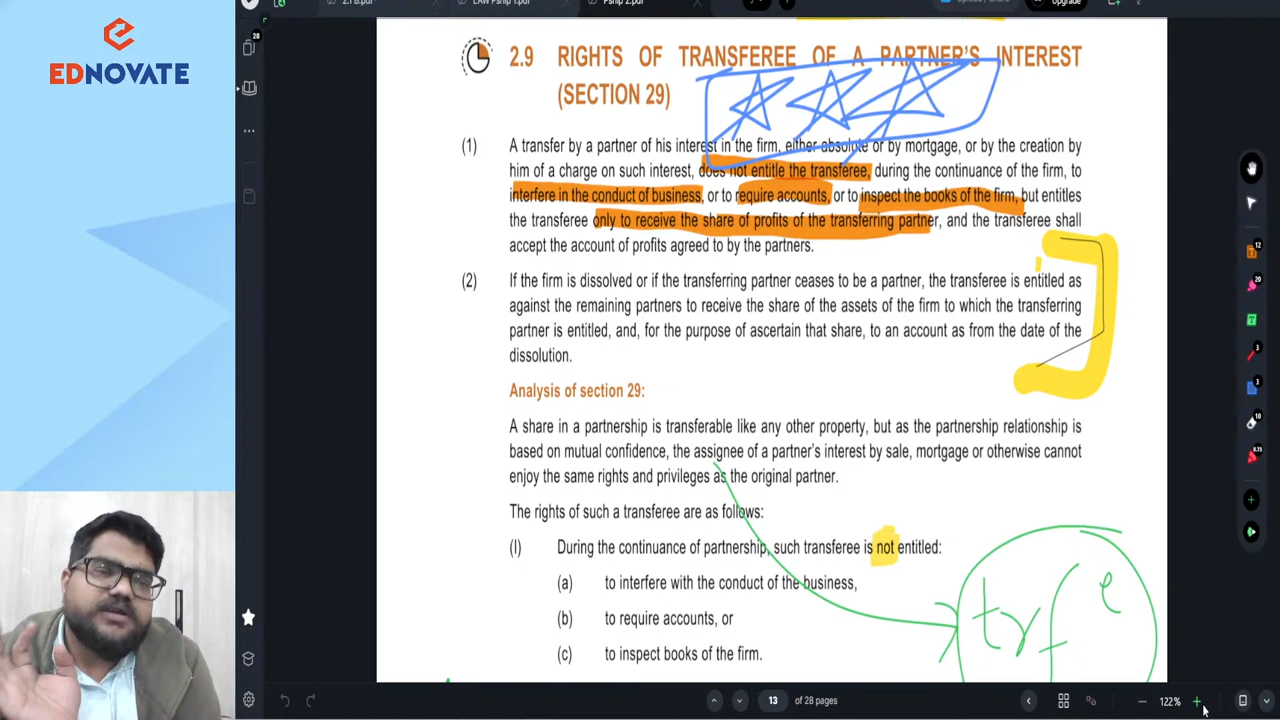 EDNOVATE
2.9 RIGHTS OF TRANSFEREE OF A PARTNER'S INTEREST
(SECTION 29)
(1) A transfer by a partner of his interest in the firm, either absolute or by mortgage, or by the creation by
him of a charge on such interest, does not entitle the transferee, during the continuance of the firm, to
interfere in the conduct of business, or to require accounts, or to inspect the books of the firm, but entitles
the transferee only to receive the share of profits of the transferring partner, and the transferee shall
accept the account of profits agreed to by the partners.
(2) If the firm is dissolved or if the transferring partner ceases to be a partner, the transferee is entitled as
against the remaining partners to receive the share of the assets of the firm to which the transferring
partner is entitled, and, for the purpose of ascertain that share, to an account as from the date of the
dissolution.
Analysis of section 29:
A share in a partnership is transferable like any other property, but as the partnership relationship is
based on mutual confidence, the assignee of a partner's interest by sale, mortgage or otherwise cannot
enjoy the same rights and privileges as the original partner.
The rights of such a transferee are as follows:
(I) During the continuance of partnership, such transferee is not entitled:
(a) to interfere with the conduct of the business,
(b) to require accounts, or
(c) to inspect books of the firm.
trf e
13 of 28 pages
122%
28
Upgrade